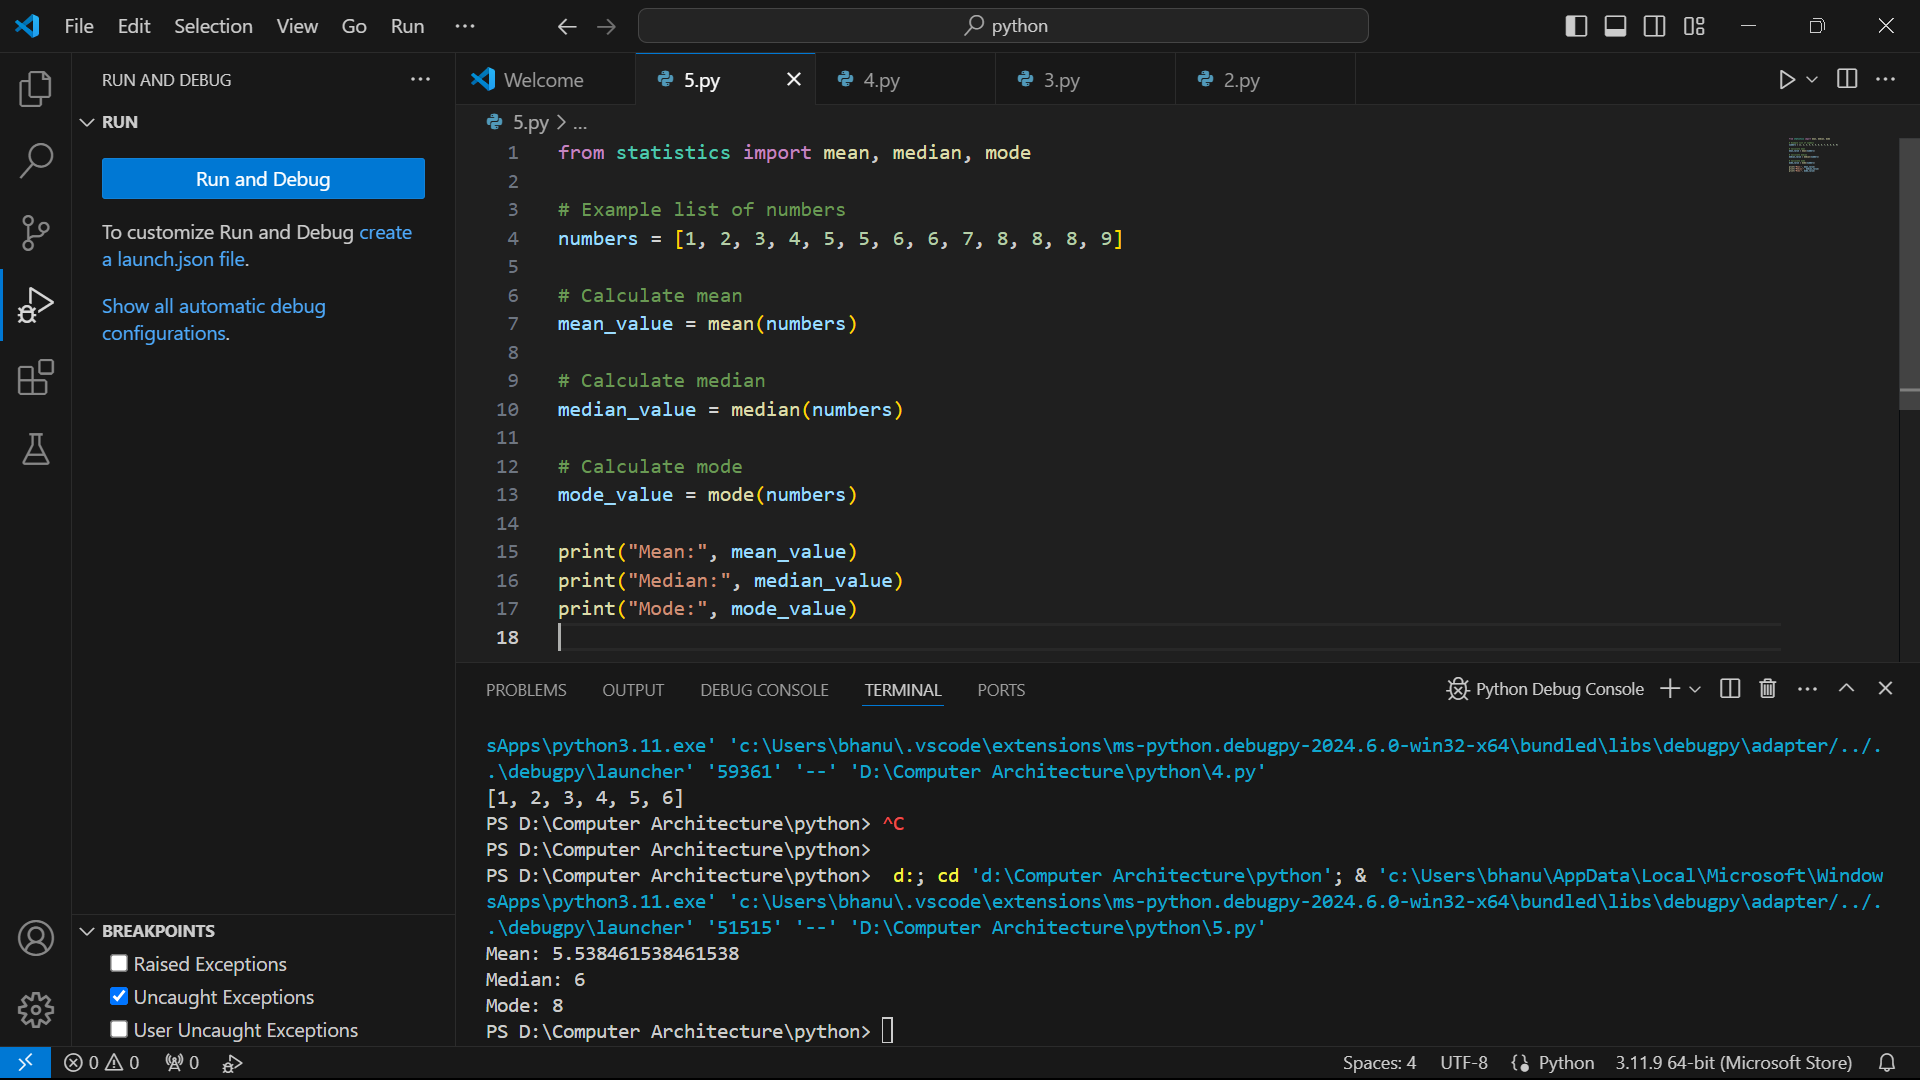 File Edit Selection View Go Run ...
python
RUN AND DEBUG ...
RUN
Run and Debug
To customize Run and Debug create
a launch.json file.
Show all automatic debug
configurations.
BREAKPOINTS
Raised Exceptions
Uncaught Exceptions
User Uncaught Exceptions
Welcome 5.py 4.py 3.py 2.py
5.py > ...
1 from statistics import mean, median, mode
2
3 # Example list of numbers
4 numbers = [1, 2, 3, 4, 5, 5, 6, 6, 7, 8, 8, 8, 9]
5
6 # Calculate mean
7 mean_value = mean(numbers)
8
9 # Calculate median
10 median_value = median(numbers)
11
12 # Calculate mode
13 mode_value = mode(numbers)
14
15 print("Mean:", mean_value)
16 print("Median:", median_value)
17 print("Mode:", mode_value)
18
PROBLEMS OUTPUT DEBUG CONSOLE TERMINAL PORTS Python Debug Console
sApps\python3.11.exe' 'c:\Users\bhanu\.vscode\extensions\ms-python.debugpy-2024.6.0-win32-x64\bundled\libs\debugpy\adapter/../.
.\debugpy\launcher' '59361' '--' 'D:\Computer Architecture\python\4.py'
[1, 2, 3, 4, 5, 6]
PS D:\Computer Architecture\python> ^C
PS D:\Computer Architecture\python>
PS D:\Computer Architecture\python> d:; cd 'd:\Computer Architecture\python'; & 'c:\Users\bhanu\AppData\Local\Microsoft\Window
sApps\python3.11.exe' 'c:\Users\bhanu\.vscode\extensions\ms-python.debugpy-2024.6.0-win32-x64\bundled\libs\debugpy\adapter/../.
.\debugpy\launcher' '51515' '--' 'D:\Computer Architecture\python\5.py'
Mean: 5.538461538461538
Median: 6
Mode: 8
PS D:\Computer Architecture\python>
0 0 0 Spaces: 4 UTF-8 {} Python 3.11.9 64-bit (Microsoft Store)